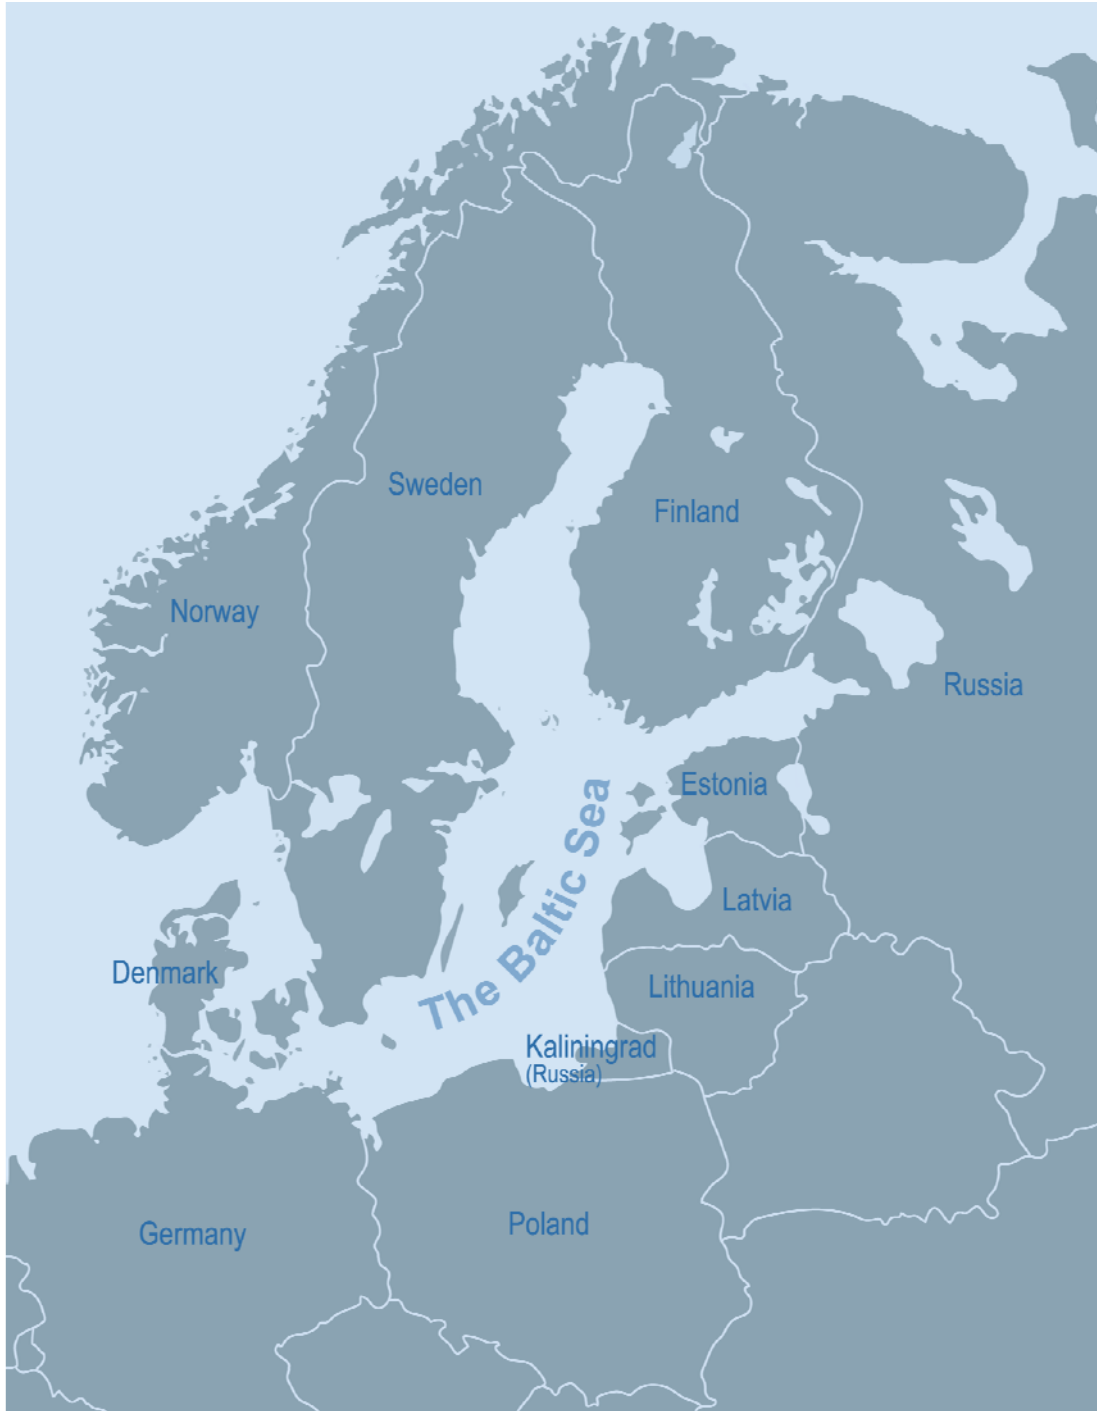 Sweden
Finland
Norway
Russia
Estonia
The Baltic Sea
Latvia
Denmark
Lithuania
Kaliningrad
(Russia)
Poland
Germany